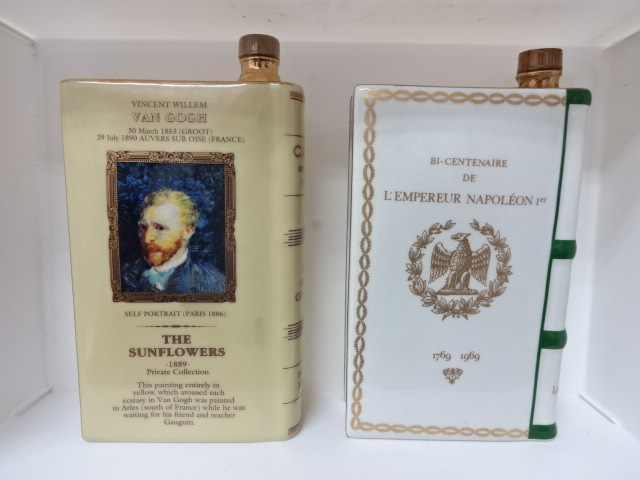 VINCENT WILLEM
VAN GOGH
30 March 1853 (GROOT)
29 July 1890 AUVERS SUR OISE (FRANCE)
SELF PORTRAIT (PARIS 1886)
THE
SUNFLOWERS
-1889-
Private Collection
This painting entirely in
yellow, which aroused such
ecstasy in Van Gogh was painted
in Arles (south of France) while he was
waiting for his friend and teacher
Gauguin.
BI-CENTENAIRE
DE
L'EMPEREUR NAPOLÉON 1er
1769 1969